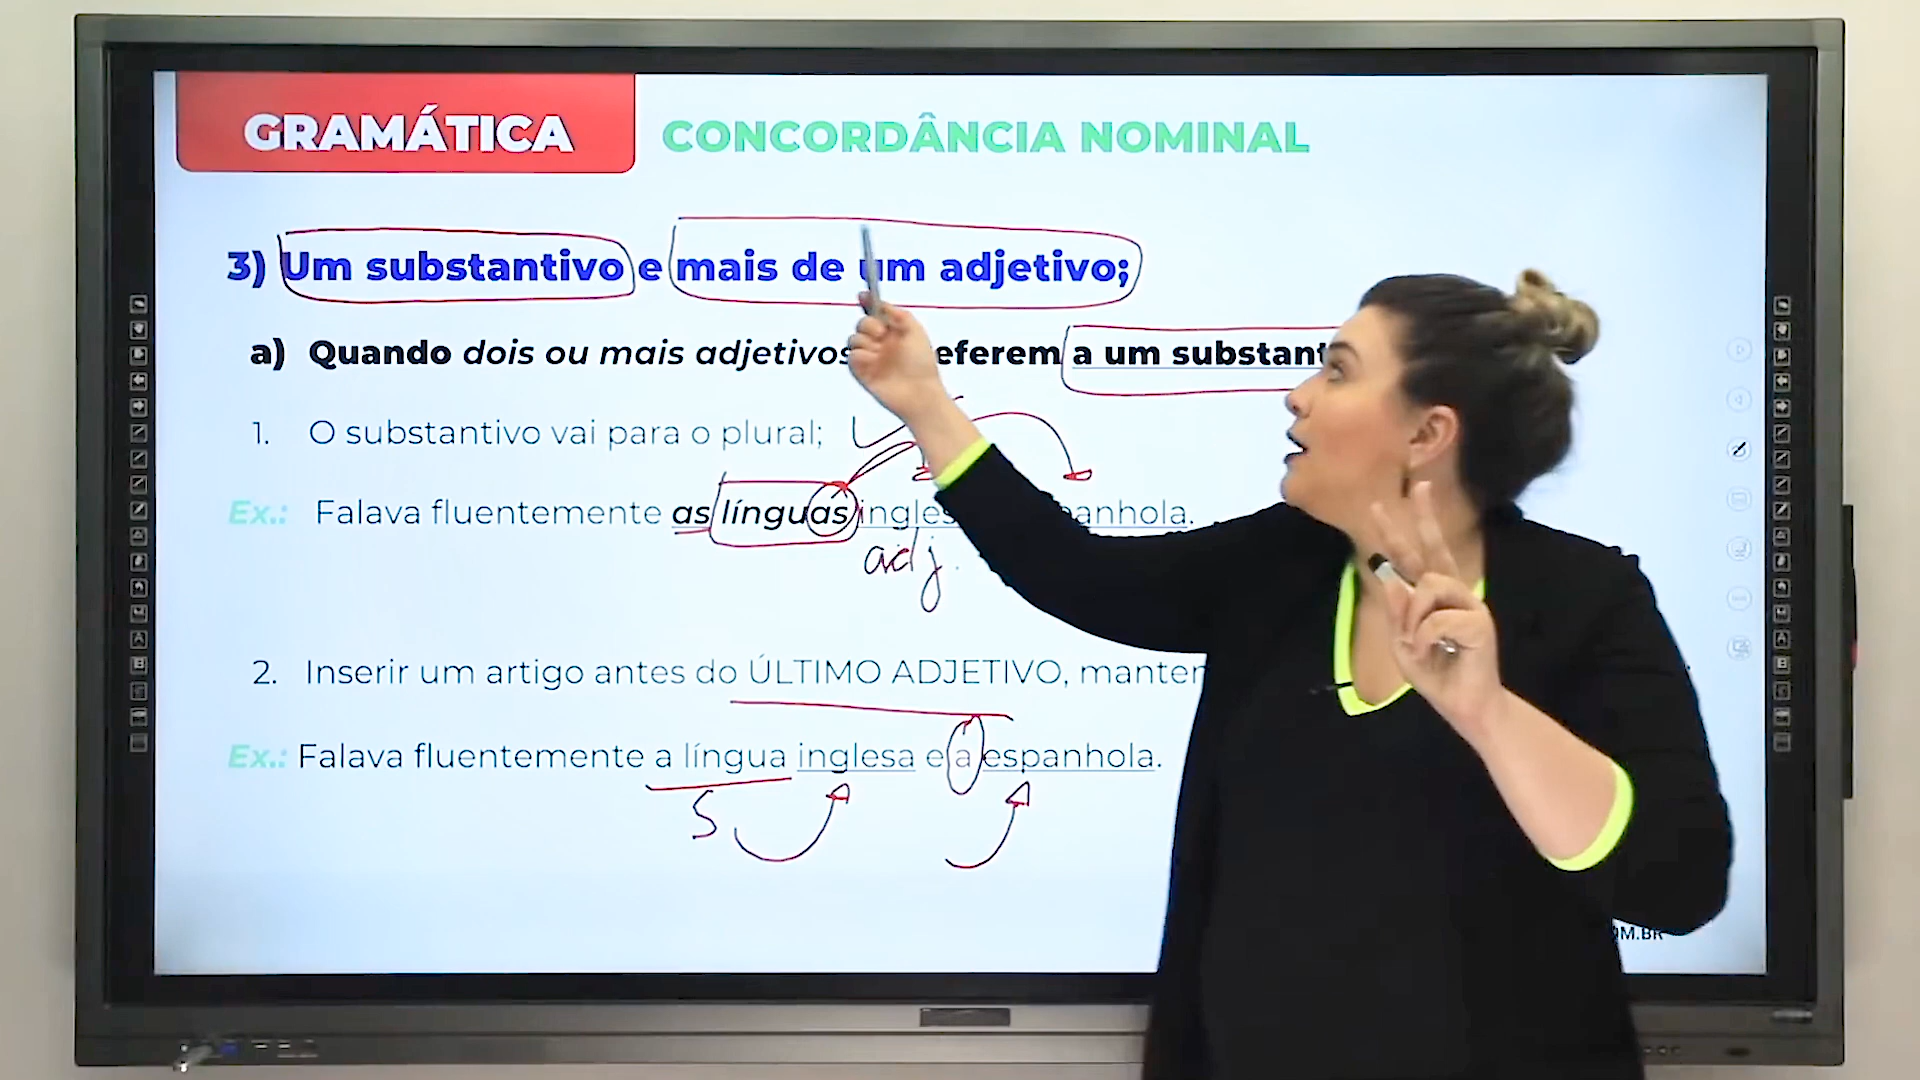 GRAMÁTICA CONCORDÂNCIA NOMINAL
3) Um substantivo e mais de um adjetivo;
a) Quando dois ou mais adjetivos a um substant
1. O substantivo vai para o plural;
Ex.: Falava fluentemente as línguas
adj.
2. Inserir um artigo antes do ÚLTIMO ADJETIVO,
Ex.: Falava fluentemente a língua inglesa e a espanhola.
S
OM.BR